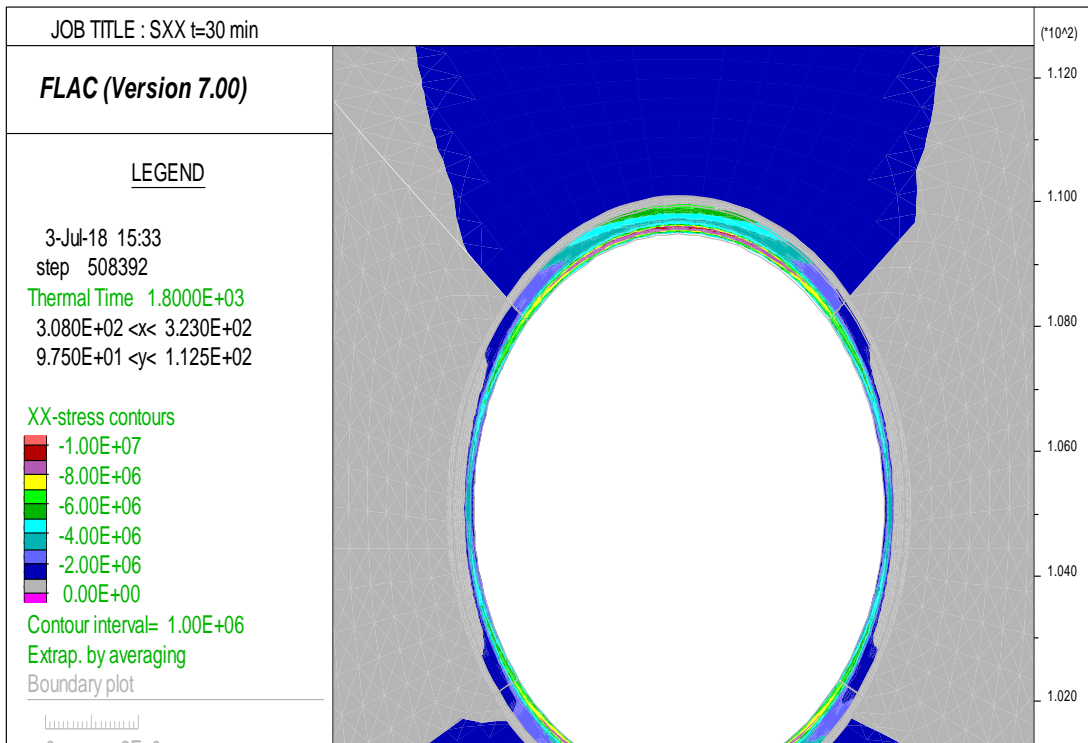 JOB TITLE : SXX t=30 min
(*10^2)
FLAC (Version 7.00)
LEGEND
3-Jul-18 15:33
step 508392
Thermal Time 1.8000E+03
3.080E+02 <x< 3.230E+02
9.750E+01 <y< 1.125E+02
XX-stress contours
-1.00E+07
-8.00E+06
-6.00E+06
-4.00E+06
-2.00E+06
0.00E+00
Contour interval= 1.00E+06
Extrap. by averaging
Boundary plot
1.120
1.100
1.080
1.060
1.040
1.020